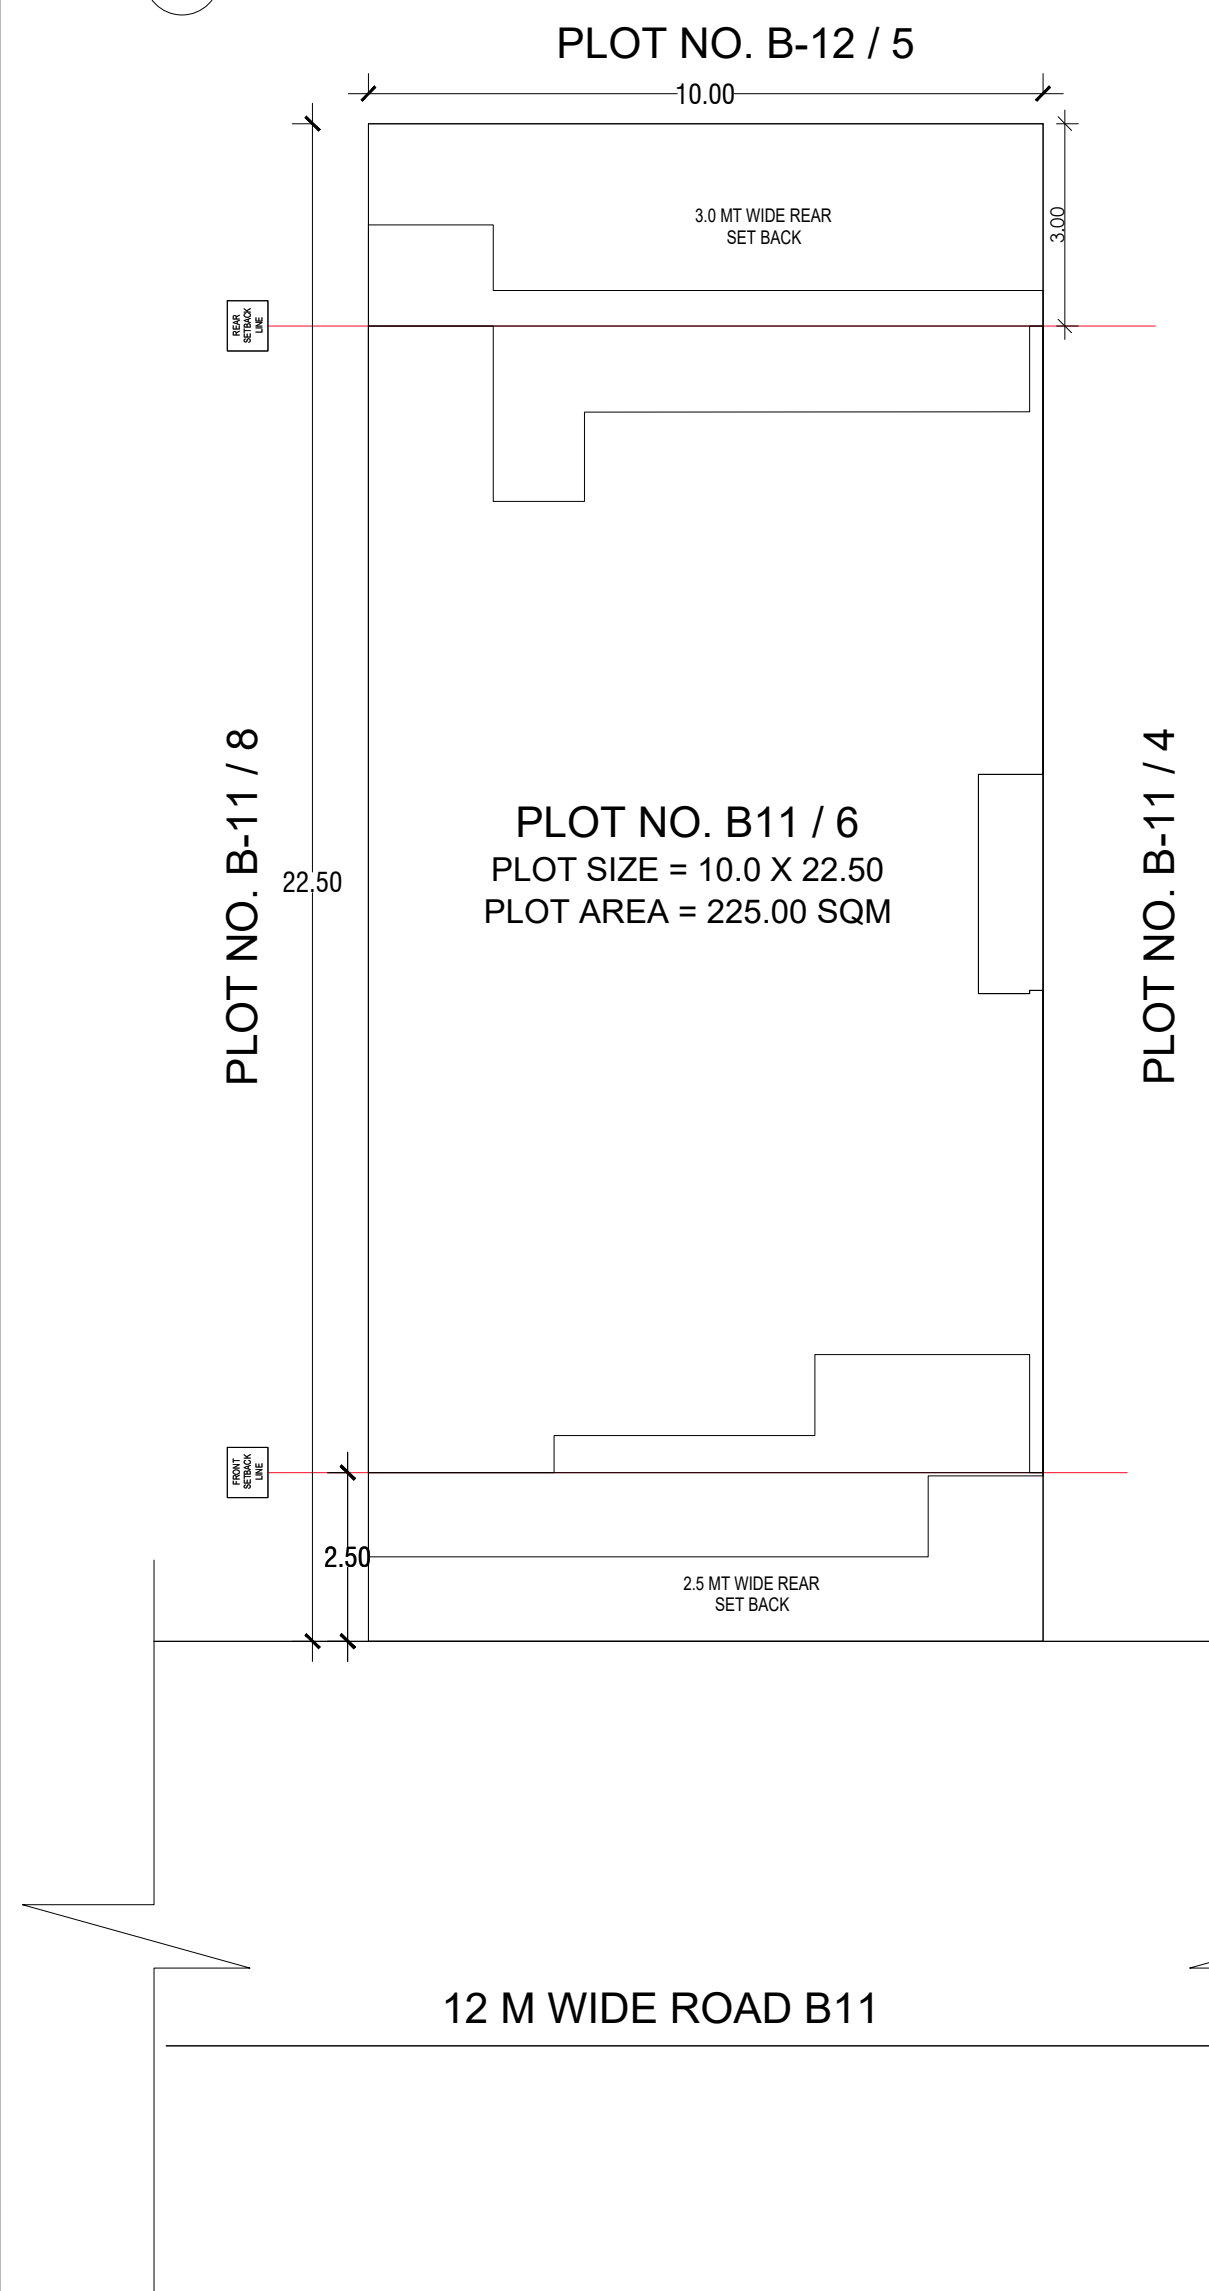 PLOT NO. B-12 / 5
10.00
3.0 MT WIDE REAR
SET BACK
3.00
REAR
SETBACK
LINE
PLOT NO. B-11 / 8
22.50
PLOT NO. B11 / 6
PLOT SIZE = 10.0 X 22.50
PLOT AREA = 225.00 SQM
PLOT NO. B-11 / 4
FRONT
SETBACK
LINE
2.50
2.5 MT WIDE REAR
SET BACK
12 M WIDE ROAD B11